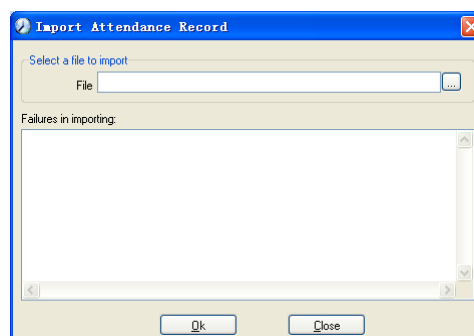 Import Attendance Record
Select a file to import
File
...
Failures in importing:
Ok
Close